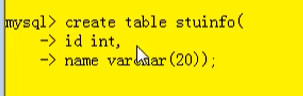 mysql> create table stuinfo(
-> id int,
-> name varchar(20));